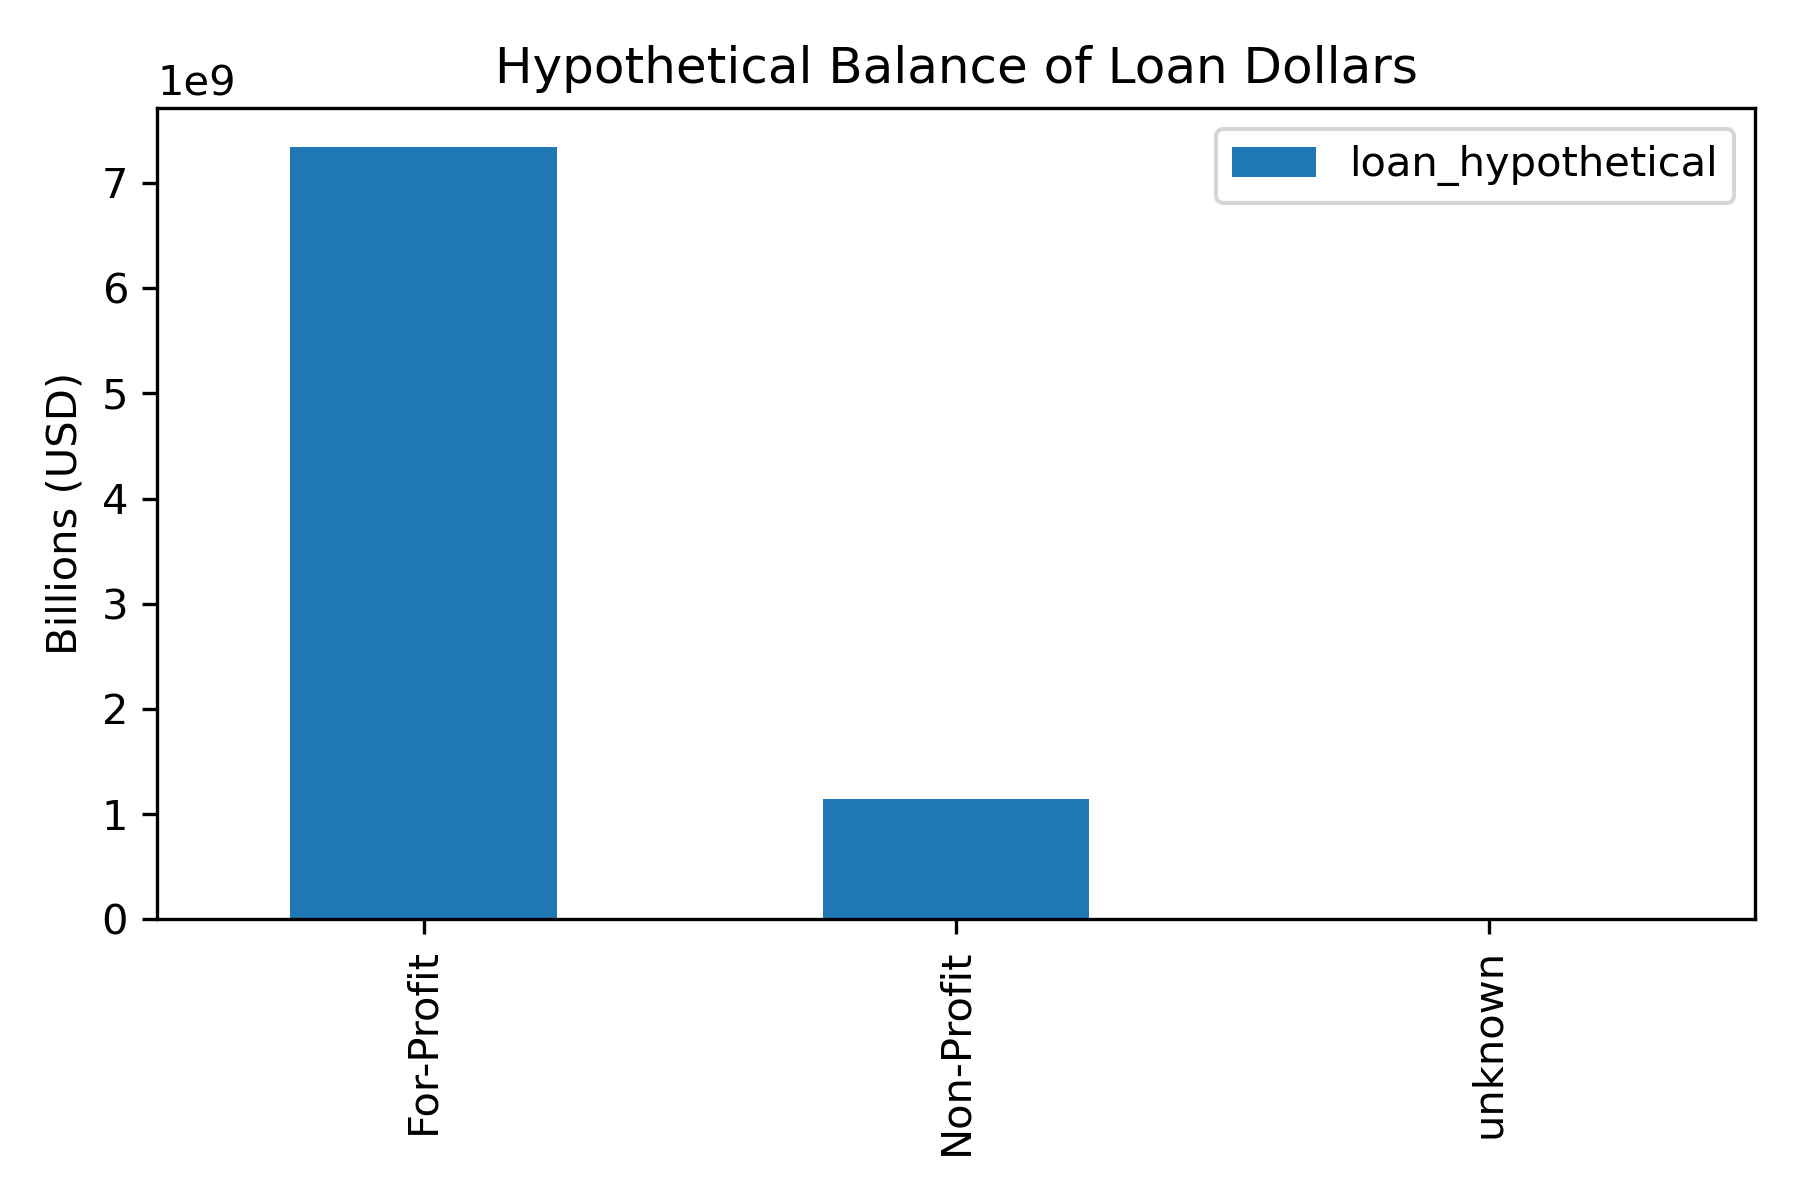 Hypothetical Balance of Loan Dollars
1e9
loan_hypothetical
Billions (USD)
7
6
5
4
3
2
1
0
For-Profit
Non-Profit
unknown